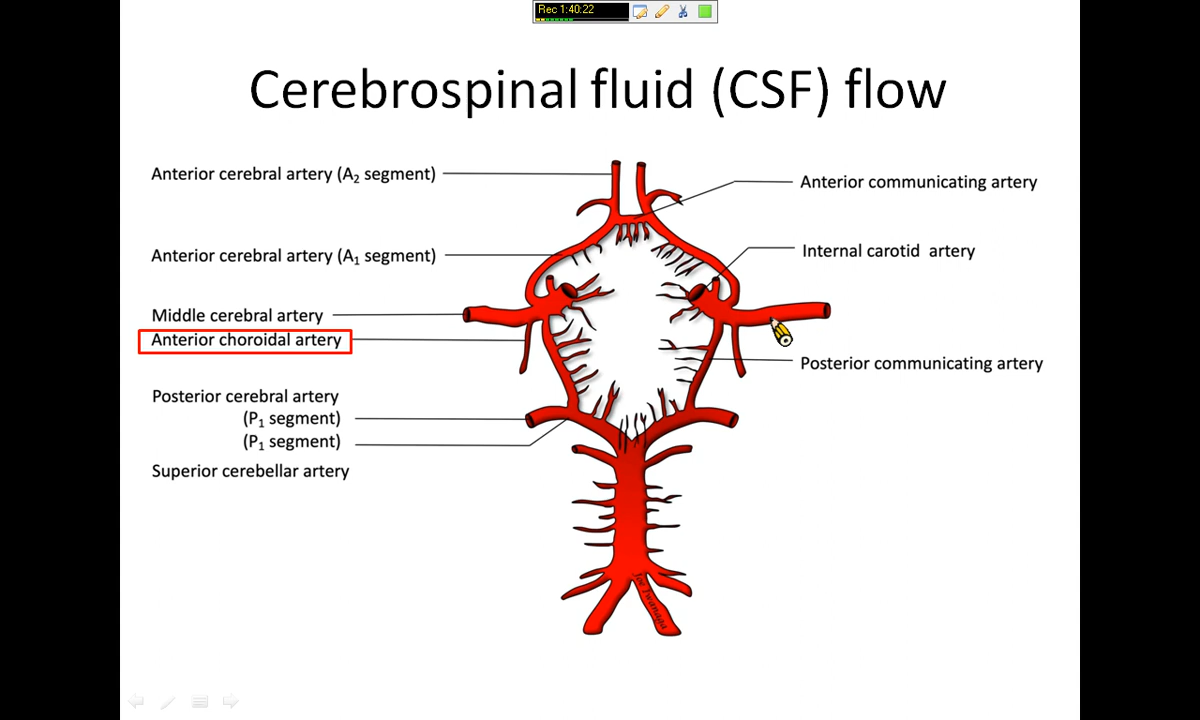 Rec 1:40:22
Cerebrospinal fluid (CSF) flow
Anterior cerebral artery (A₂ segment)
Anterior communicating artery
Anterior cerebral artery (A₁ segment)
Internal carotid artery
Middle cerebral artery
Anterior choroidal artery
Posterior communicating artery
Posterior cerebral artery
(P₁ segment)
(P₁ segment)
Superior cerebellar artery
Joe Iwanaga